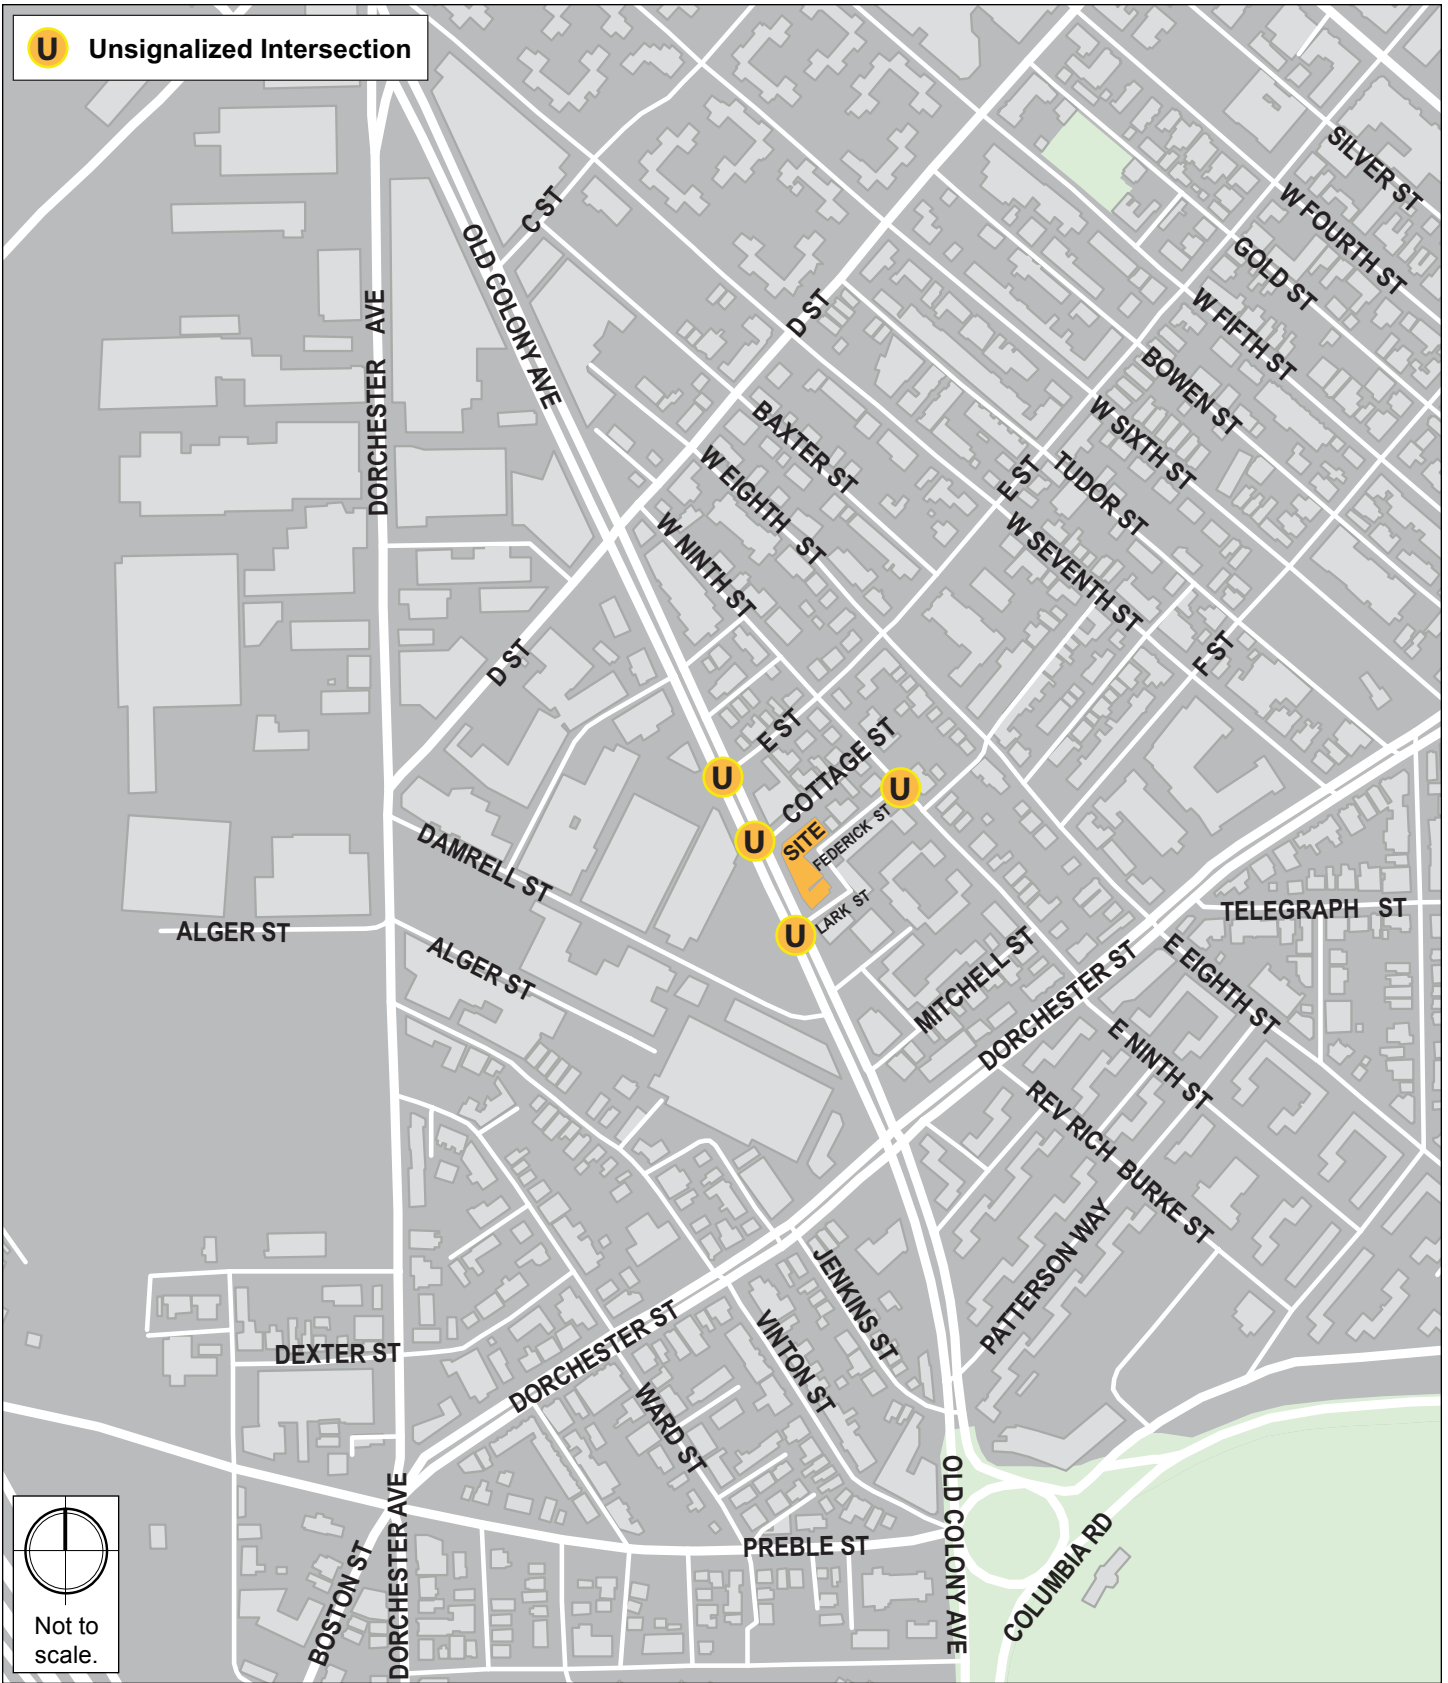 U Unsignalized Intersection
SILVER ST
W FOURTH ST
C ST
GOLD ST
OLD COLONY AVE
W FIFTH ST
D ST
DORCHESTER AVE
BOWEN ST
BAXTER ST
W SIXTH ST
W EIGHTH ST
E ST
TUDOR ST
W NINTH ST
W SEVENTH ST
D ST
F ST
E ST
COTTAGE ST
U
U
U
SITE
FEDERICK ST
DAMRELL ST
LARK ST
U
TELEGRAPH ST
ALGER ST
ALGER ST
MITCHELL ST
E EIGHTH ST
DORCHESTER ST
E NINTH ST
REV RICH BURKE ST
PATTERSON WAY
JENKINS ST
DEXTER ST
DORCHESTER ST
VINTON ST
WARD ST
OLD COLONY AVE
PREBLE ST
COLUMBIA RD
BOSTON ST
DORCHESTER AVE
Not to
scale.